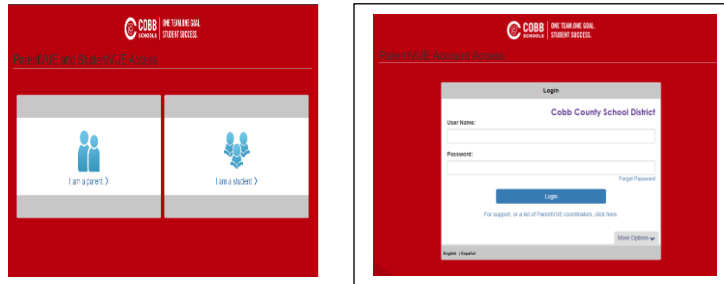 COBB SCHOOLS ONE TEAM. ONE GOAL. STUDENT SUCCESS.
ParentVUE and StudentVUE Access
I am a parent >
I am a student >
COBB SCHOOLS ONE TEAM. ONE GOAL. STUDENT SUCCESS.
ParentVUE Account Access
Login
Cobb County School District
User Name:
Password:
Forgot Password
Login
For support, or a list of ParentVUE coordinators, click here.
More Options
English | Español